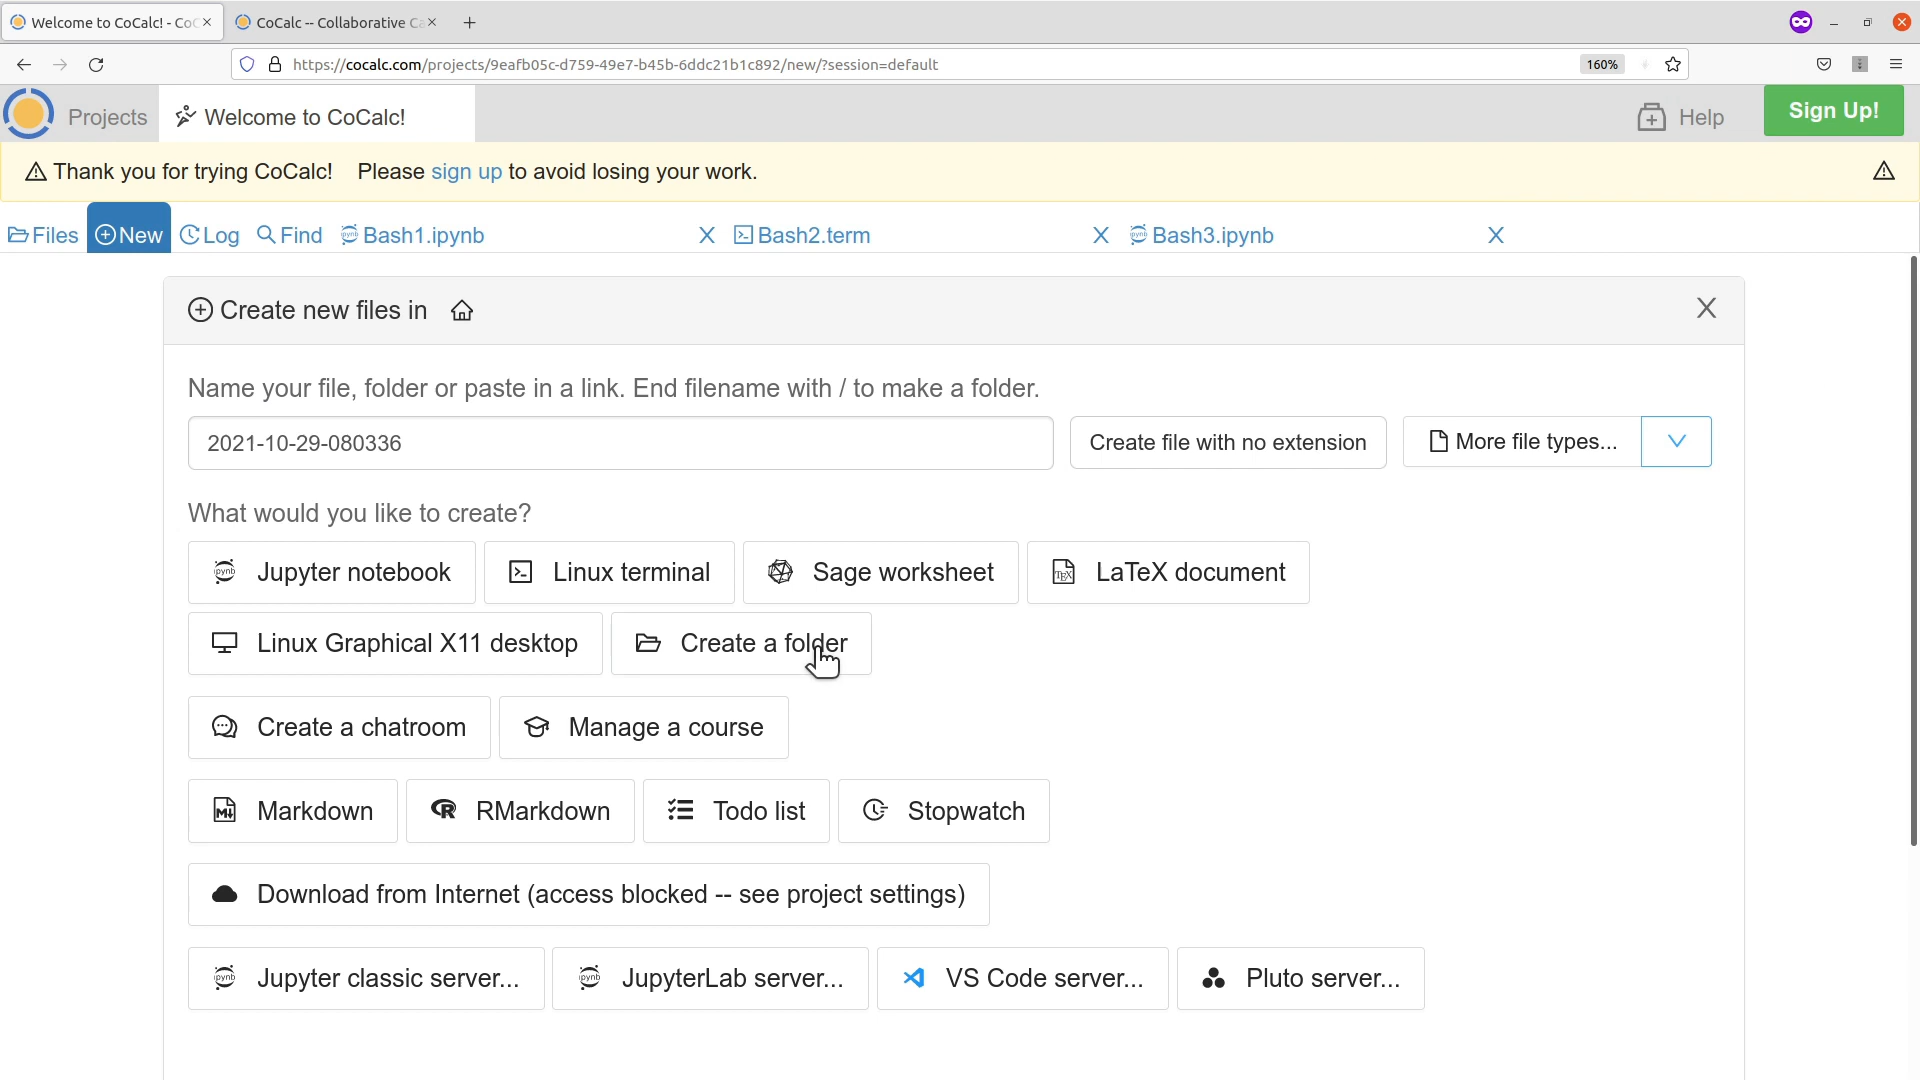 Welcome to CoCalc! - Co
CoCalc -- Collaborative C
https://cocalc.com/projects/9eafb05c-d759-49e7-b45b-6ddc21b1c892/new/?session=default
160%
Projects
Welcome to CoCalc!
Help
Sign Up!
Thank you for trying CoCalc! Please sign up to avoid losing your work.
Files
New
Log
Find
Bash1.ipynb
Bash2.term
Bash3.ipynb
Create new files in
Name your file, folder or paste in a link. End filename with / to make a folder.
2021-10-29-080336
Create file with no extension
More file types...
What would you like to create?
Jupyter notebook
Linux terminal
Sage worksheet
LaTeX document
Linux Graphical X11 desktop
Create a folder
Create a chatroom
Manage a course
Markdown
RMarkdown
Todo list
Stopwatch
Download from Internet (access blocked -- see project settings)
Jupyter classic server...
JupyterLab server...
VS Code server...
Pluto server...